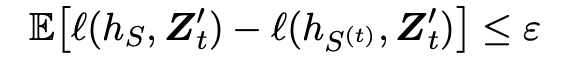 𝔼[ℓ(h_S, 𝒁′_t) − ℓ(h_{S^{(t)}}, 𝒁′_t)] ≤ ε